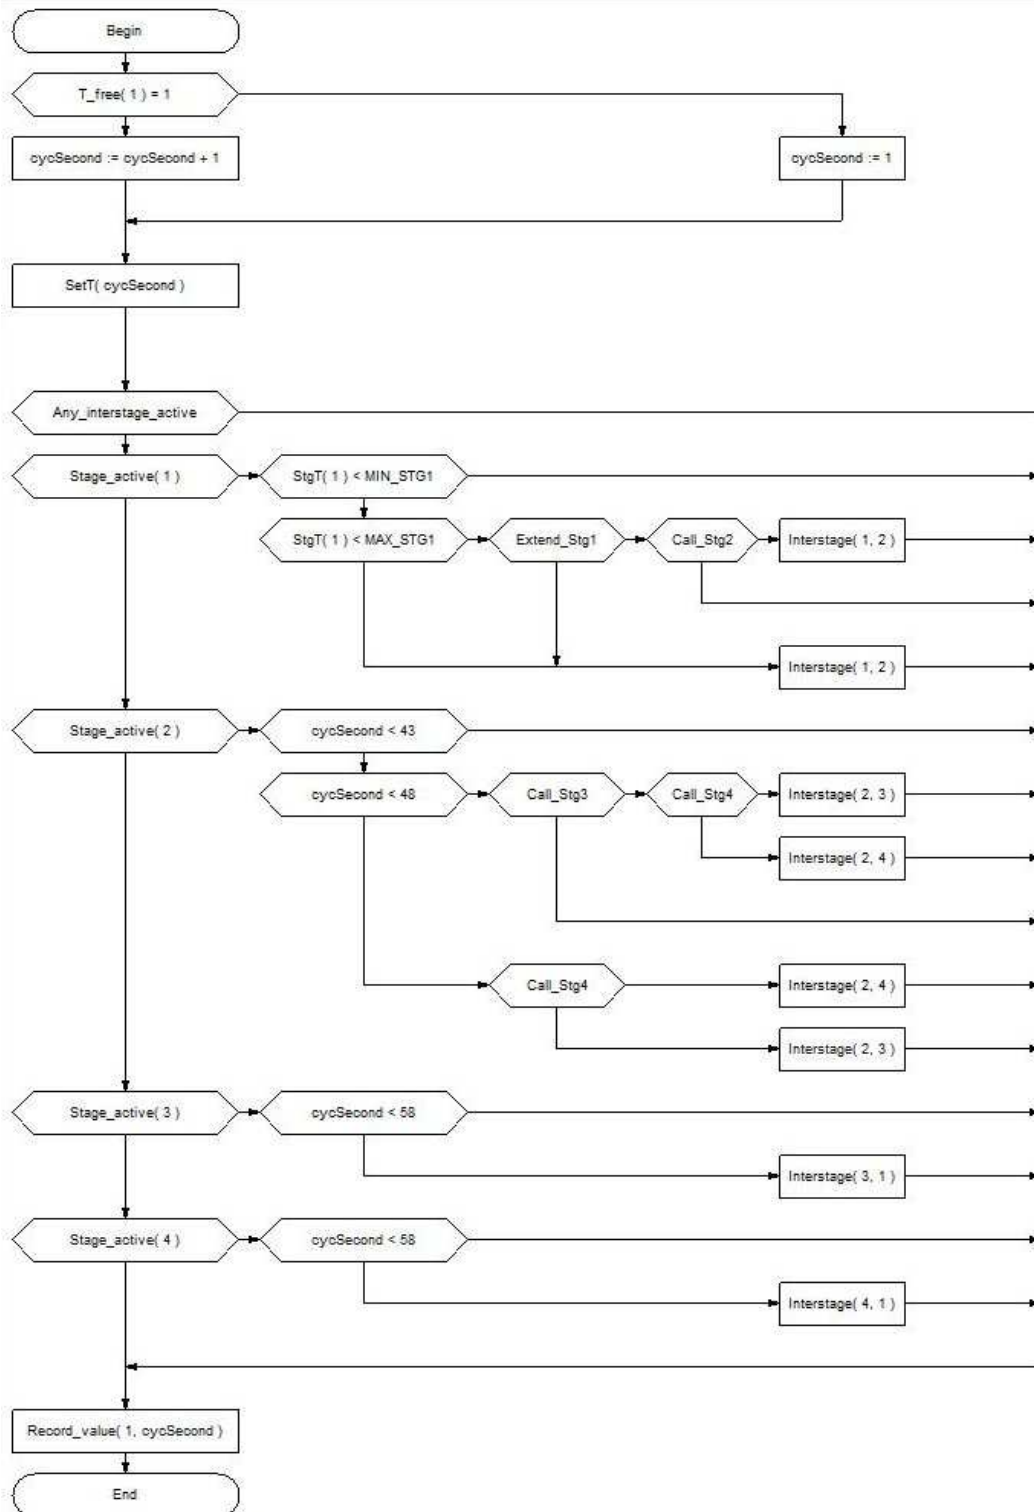 Begin
T_free( 1 ) = 1
cycSecond := cycSecond + 1
cycSecond := 1
SetT( cycSecond )
Any_interstage_active
Stage_active( 1 )
StgT( 1 ) < MIN_STG1
StgT( 1 ) < MAX_STG1
Extend_Stg1
Call_Stg2
Interstage( 1, 2 )
Interstage( 1, 2 )
Stage_active( 2 )
cycSecond < 43
cycSecond < 48
Call_Stg3
Call_Stg4
Interstage( 2, 3 )
Interstage( 2, 4 )
Call_Stg4
Interstage( 2, 4 )
Interstage( 2, 3 )
Stage_active( 3 )
cycSecond < 58
Interstage( 3, 1 )
Stage_active( 4 )
cycSecond < 58
Interstage( 4, 1 )
Record_value( 1, cycSecond )
End